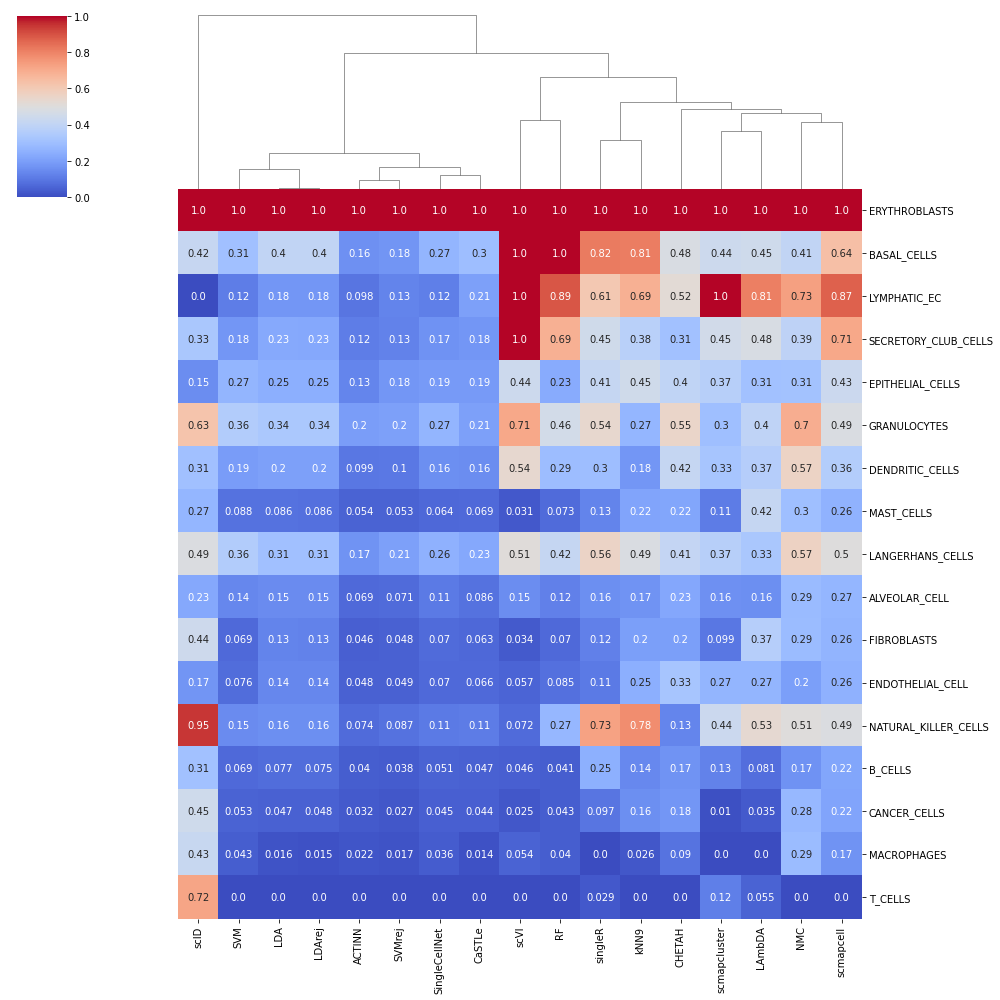 1.0
0.8
0.6
0.4
0.2
0.0
1.0 1.0 1.0 1.0 1.0 1.0 1.0 1.0 1.0 1.0 1.0 1.0 1.0 1.0 1.0 1.0 1.0 ERYTHROBLASTS
0.42 0.31 0.4 0.4 0.16 0.18 0.27 0.3 1.0 1.0 0.82 0.81 0.48 0.44 0.45 0.41 0.64 BASAL_CELLS
0.0 0.12 0.18 0.18 0.098 0.13 0.12 0.21 1.0 0.89 0.61 0.69 0.52 1.0 0.81 0.73 0.87 LYMPHATIC_EC
0.33 0.18 0.23 0.23 0.12 0.13 0.17 0.18 1.0 0.69 0.45 0.38 0.31 0.45 0.48 0.39 0.71 SECRETORY_CLUB_CELLS
0.15 0.27 0.25 0.25 0.13 0.18 0.19 0.19 0.44 0.23 0.41 0.45 0.4 0.37 0.31 0.31 0.43 EPITHELIAL_CELLS
0.63 0.36 0.34 0.34 0.2 0.2 0.27 0.21 0.71 0.46 0.54 0.27 0.55 0.3 0.4 0.7 0.49 GRANULOCYTES
0.31 0.19 0.2 0.2 0.099 0.1 0.16 0.16 0.54 0.29 0.3 0.18 0.42 0.33 0.37 0.57 0.36 DENDRITIC_CELLS
0.27 0.088 0.086 0.086 0.054 0.053 0.064 0.069 0.031 0.073 0.13 0.22 0.22 0.11 0.42 0.3 0.26 MAST_CELLS
0.49 0.36 0.31 0.31 0.17 0.21 0.26 0.23 0.51 0.42 0.56 0.49 0.41 0.37 0.33 0.57 0.5 LANGERHANS_CELLS
0.23 0.14 0.15 0.15 0.069 0.071 0.11 0.086 0.15 0.12 0.16 0.17 0.23 0.16 0.16 0.29 0.27 ALVEOLAR_CELL
0.44 0.069 0.13 0.13 0.046 0.048 0.07 0.063 0.034 0.07 0.12 0.2 0.2 0.099 0.37 0.29 0.26 FIBROBLASTS
0.17 0.076 0.14 0.14 0.048 0.049 0.07 0.066 0.057 0.085 0.11 0.25 0.33 0.27 0.27 0.2 0.26 ENDOTHELIAL_CELL
0.95 0.15 0.16 0.16 0.074 0.087 0.11 0.11 0.072 0.27 0.73 0.78 0.13 0.44 0.53 0.51 0.49 NATURAL_KILLER_CELLS
0.31 0.069 0.077 0.075 0.04 0.038 0.051 0.047 0.046 0.041 0.25 0.14 0.17 0.13 0.081 0.17 0.22 B_CELLS
0.45 0.053 0.047 0.048 0.032 0.027 0.045 0.044 0.025 0.043 0.097 0.16 0.18 0.01 0.035 0.28 0.22 CANCER_CELLS
0.43 0.043 0.016 0.015 0.022 0.017 0.036 0.014 0.054 0.04 0.0 0.026 0.09 0.0 0.0 0.29 0.17 MACROPHAGES
0.72 0.0 0.0 0.0 0.0 0.0 0.0 0.0 0.0 0.0 0.029 0.0 0.0 0.12 0.055 0.0 0.0 T_CELLS
scID SVM LDA LDArej ACTINN SVMrej SingleCellNet CaSTLe scVI RF singleR kNN9 CHETAH scmapcluster LAmbDA NMC scmapcell